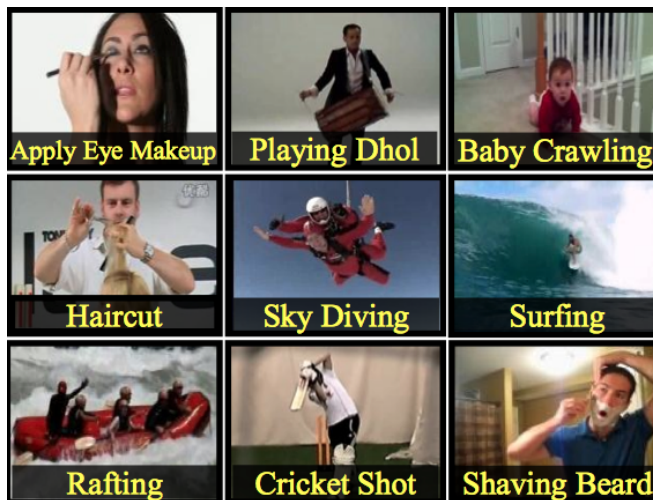 Apply Eye Makeup
Playing Dhol
Baby Crawling
Haircut
Sky Diving
Surfing
Rafting
Cricket Shot
Shaving Beard